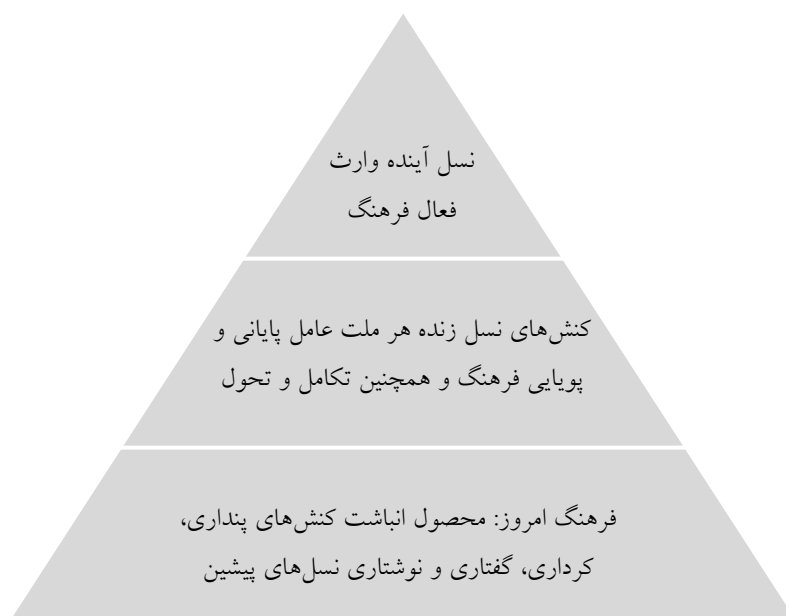 نسل آینده وارث
فعال فرهنگ
کنش‌های نسل زنده هر ملت عامل پایانی و
پویایی فرهنگ و همچنین تکامل و تحول
فرهنگ امروز: محصول انباشت کنش‌های پنداری،
کرداری، گفتاری و نوشتاری نسل‌های پیشین